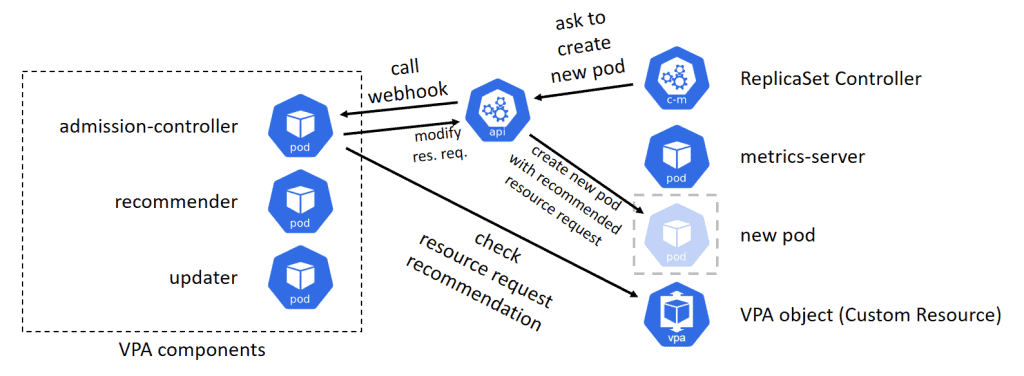 ask to
create
new pod
call
webhook
c-m
ReplicaSet Controller
admission-controller
pod
modify
res. req.
api
create new pod
with recommended
resource request
pod
metrics-server
recommender
pod
pod
new pod
check
resource request
recommendation
updater
pod
vpa
VPA object (Custom Resource)
VPA components